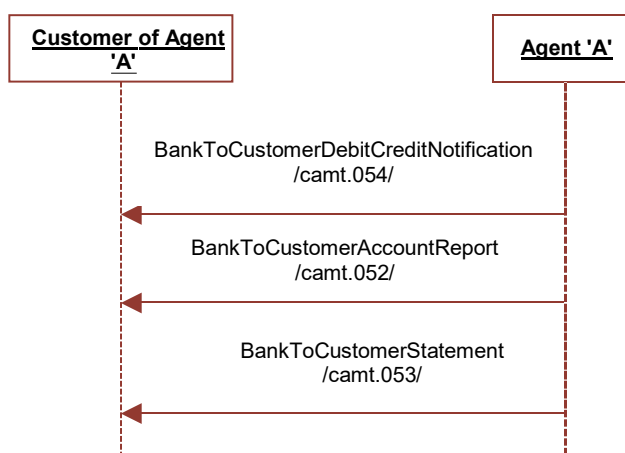 Customer of Agent
'A'
Agent 'A'
BankToCustomerDebitCreditNotification
/camt.054/
BankToCustomerAccountReport
/camt.052/
BankToCustomerStatement
/camt.053/